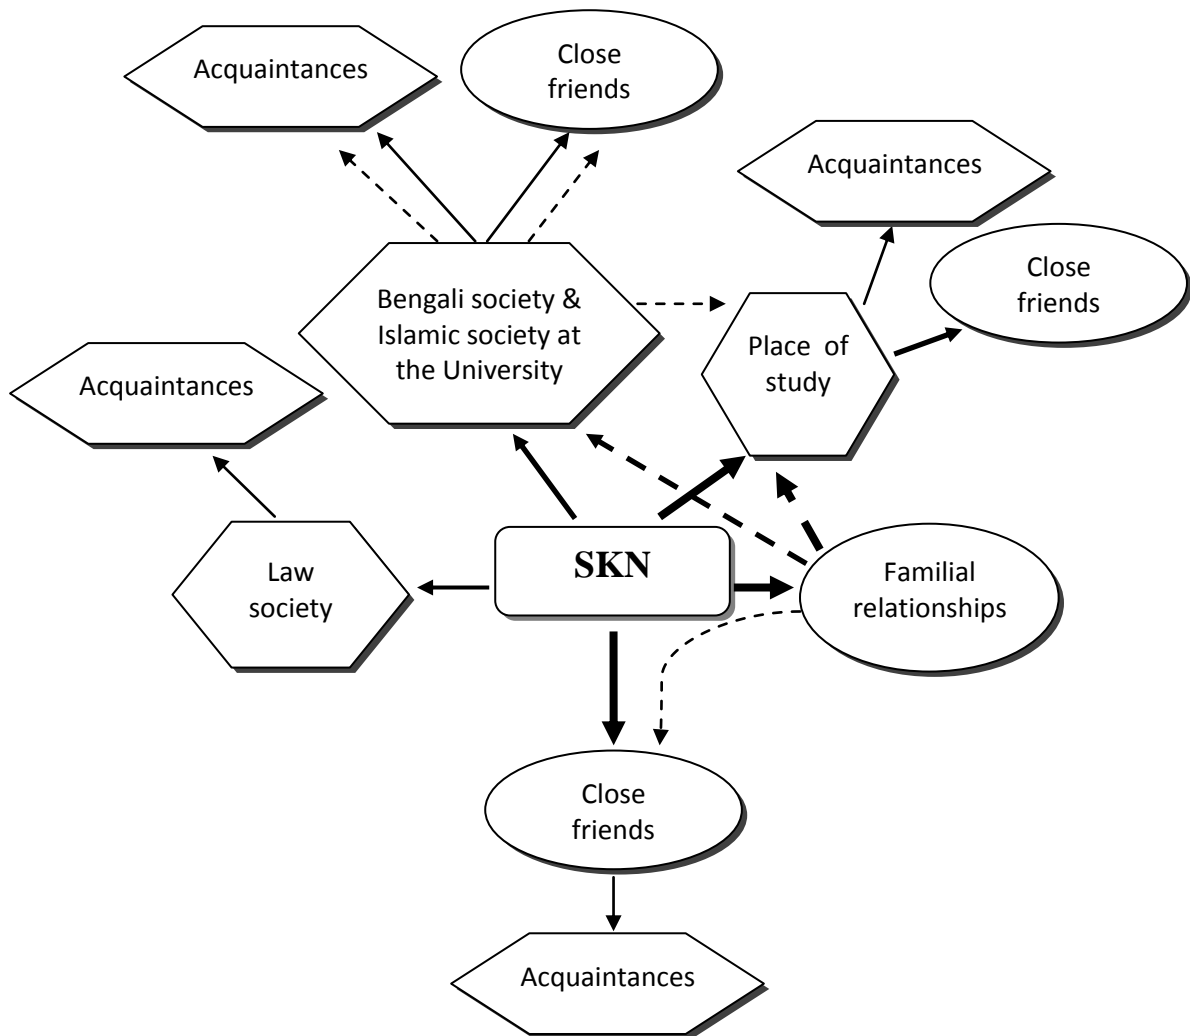 Acquaintances
Close
friends
Acquaintances
Close
friends
Bengali society &
Islamic society at
the University
Place of
study
Acquaintances
Law
society
SKN
Familial
relationships
Close
friends
Acquaintances